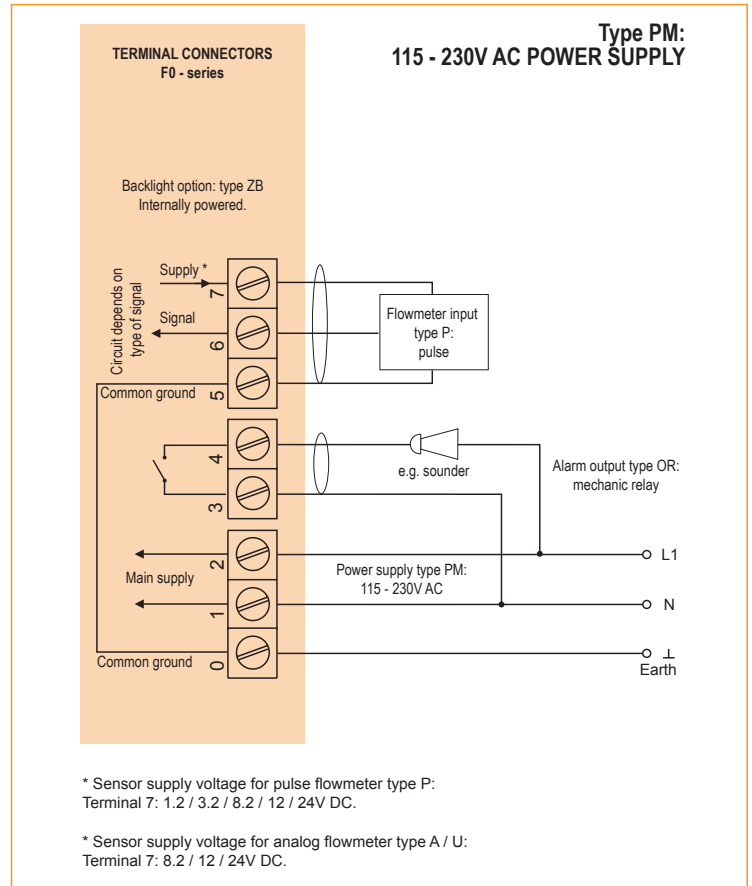 Type PM:
115 - 230V AC POWER SUPPLY
TERMINAL CONNECTORS
F0 - series
Backlight option: type ZB
Internally powered.
Circuit depends on
type of signal
Supply *
7
Signal
6
Common ground
5
Flowmeter input
type P:
pulse
4
e.g. sounder
Alarm output type OR:
mechanic relay
3
2
L1
Main supply
Power supply type PM:
115 - 230V AC
1
N
Common ground
0
⊥
Earth
* Sensor supply voltage for pulse flowmeter type P:
Terminal 7: 1.2 / 3.2 / 8.2 / 12 / 24V DC.
* Sensor supply voltage for analog flowmeter type A / U:
Terminal 7: 8.2 / 12 / 24V DC.